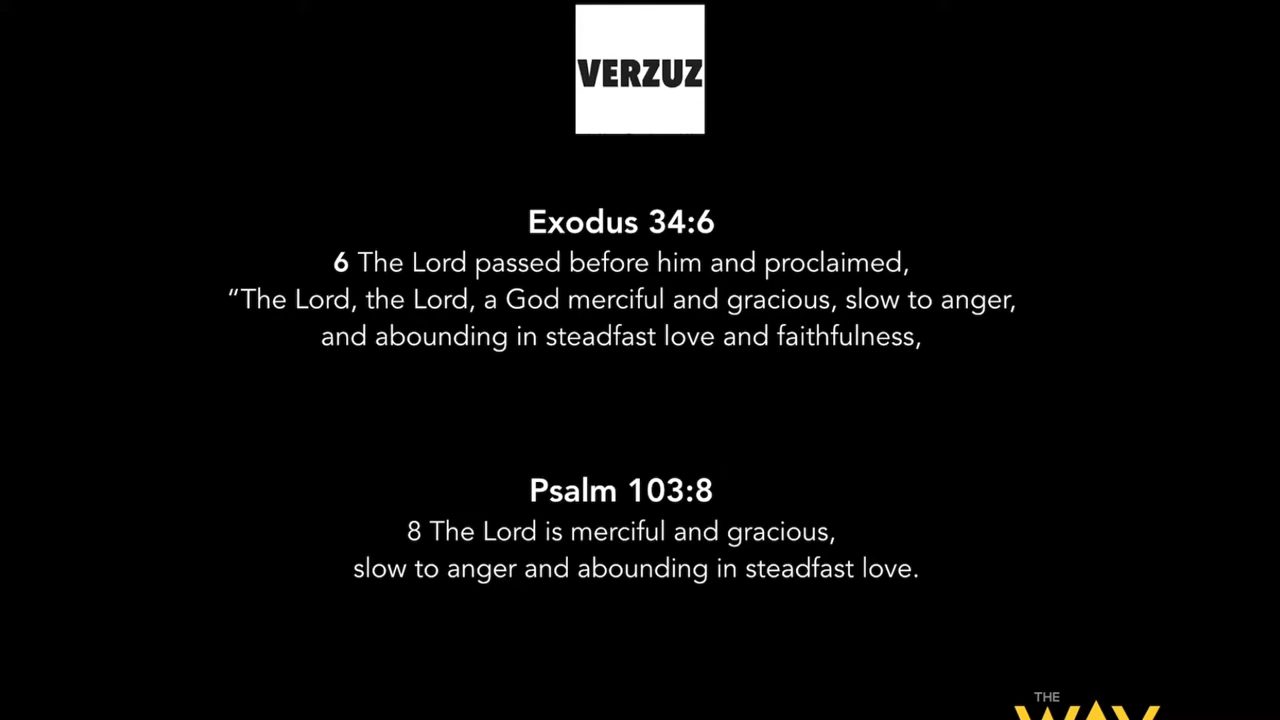 VERZUZ
Exodus 34:6
6 The Lord passed before him and proclaimed,
“The Lord, the Lord, a God merciful and gracious, slow to anger,
and abounding in steadfast love and faithfulness,
Psalm 103:8
8 The Lord is merciful and gracious,
slow to anger and abounding in steadfast love.
THE
WAY